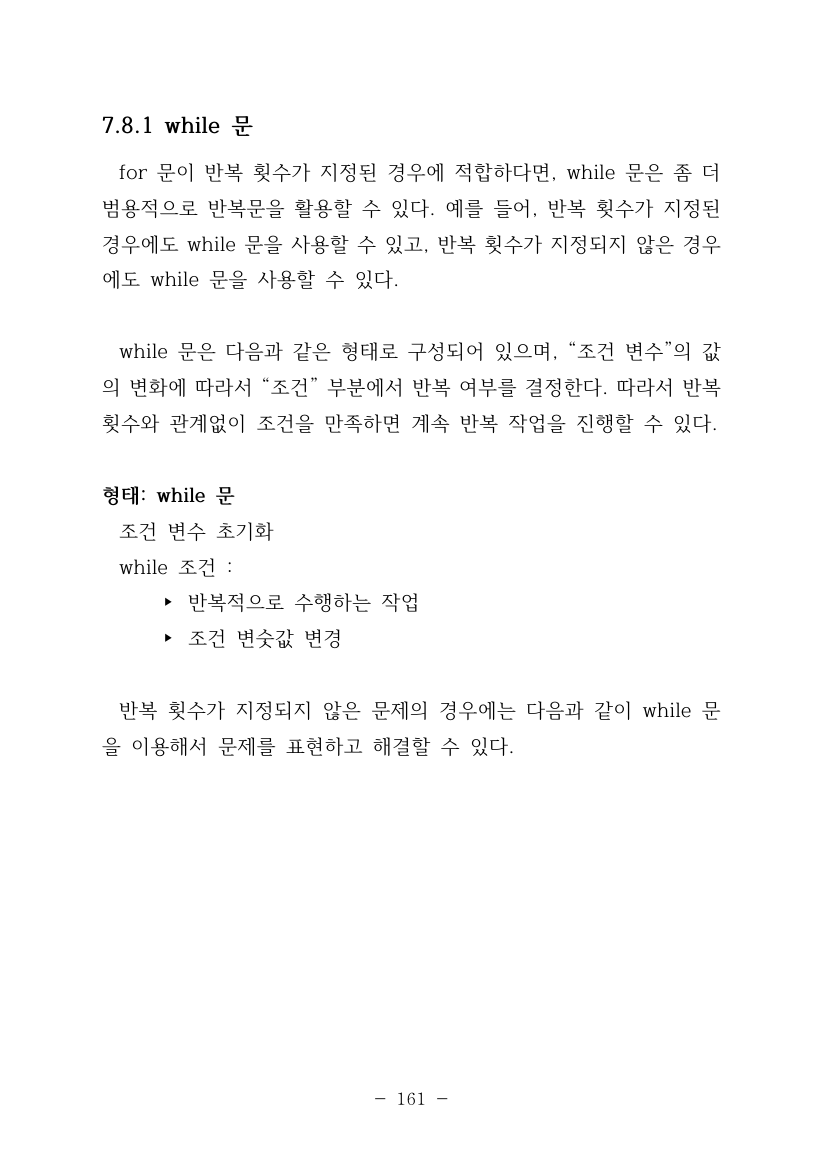 7.8.1 while 문
for 문이 반복 횟수가 지정된 경우에 적합하다면, while 문은 좀 더
범용적으로 반복문을 활용할 수 있다. 예를 들어, 반복 횟수가 지정된
경우에도 while 문을 사용할 수 있고, 반복 횟수가 지정되지 않은 경우
에도 while 문을 사용할 수 있다.
while 문은 다음과 같은 형태로 구성되어 있으며, “조건 변수”의 값
의 변화에 따라서 “조건” 부분에서 반복 여부를 결정한다. 따라서 반복
횟수와 관계없이 조건을 만족하면 계속 반복 작업을 진행할 수 있다.
형태: while 문
조건 변수 초기화
while 조건 :
▸ 반복적으로 수행하는 작업
▸ 조건 변숫값 변경
반복 횟수가 지정되지 않은 문제의 경우에는 다음과 같이 while 문
을 이용해서 문제를 표현하고 해결할 수 있다.
- 161 -